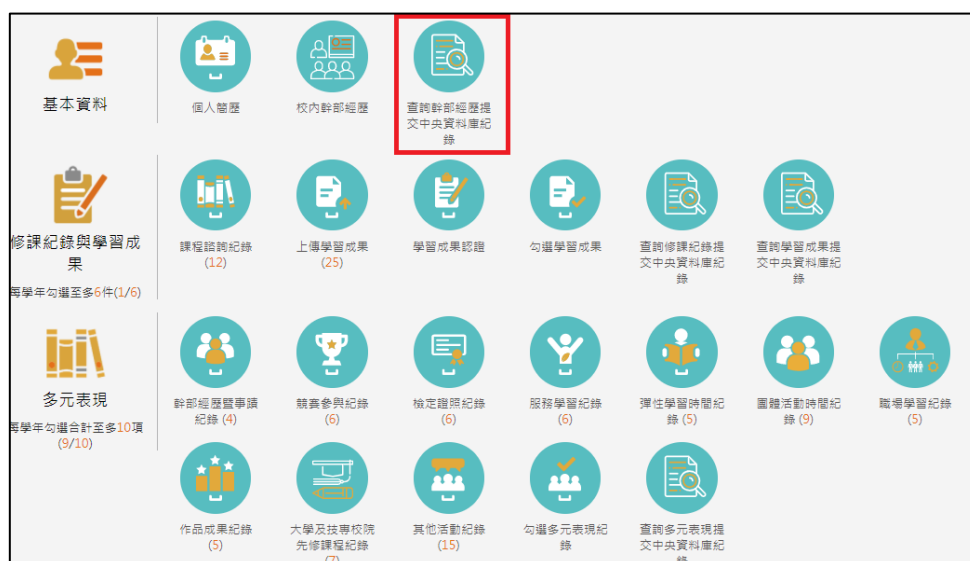 基本資料
個人簡歷
校內幹部經歷
查詢幹部經歷提
交中央資料庫紀
錄
修課紀錄與學習成
果
每學年勾選至多6件(1/6)
課程諮詢紀錄
(12)
上傳學習成果
(25)
學習成果認證
勾選學習成果
查詢修課紀錄提
交中央資料庫紀
錄
查詢學習成果提
交中央資料庫紀
錄
多元表現
每學年勾選合計至多10項
(9/10)
幹部經歷暨事蹟
紀錄 (4)
競賽參與紀錄
(6)
檢定證照紀錄
(6)
服務學習紀錄
(6)
彈性學習時間紀
錄 (5)
團體活動時間紀
錄 (9)
職場學習紀錄
(5)
作品成果紀錄
(5)
大學及技專校院
先修課程紀錄
(7)
其他活動紀錄
(15)
勾選多元表現紀
錄
查詢多元表現提
交中央資料庫紀
錄